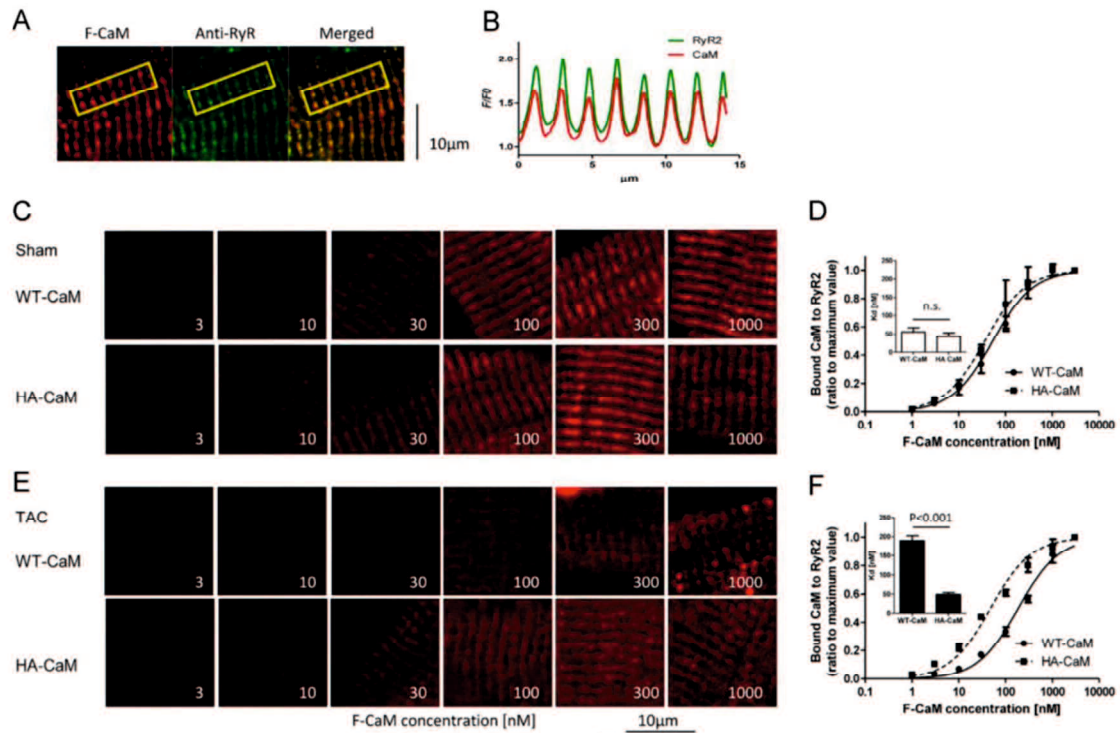 A
F-CaM Anti-RyR Merged
10μm
B
RyR2
CaM
F/F0
2.0
1.5
1.0
0 5 10 15
μm
C
Sham
WT-CaM
3 10 30 100 300 1000
HA-CaM
3 10 30 100 300 1000
D
Bound CaM to RyR2
(ratio to maximum value)
1.0
0.8
0.6
0.4
0.2
0.0
Kd [nM]
200
150
100
50
0
n.s.
WT-CaM HA CaM
WT-CaM
HA-CaM
0.1 1 10 100 1000 10000
F-CaM concentration [nM]
E
TAC
WT-CaM
3 10 30 100 300 1000
HA-CaM
3 10 30 100 300 1000
F-CaM concentration [nM]
10μm
F
Bound CaM to RyR2
(ratio to maximum value)
1.0
0.8
0.6
0.4
0.2
0.0
Kd [nM]
200
150
100
50
0
P<0.001
WT-CaM HA-CaM
WT-CaM
HA-CaM
0.1 1 10 100 1000 10000
F-CaM concentration [nM]